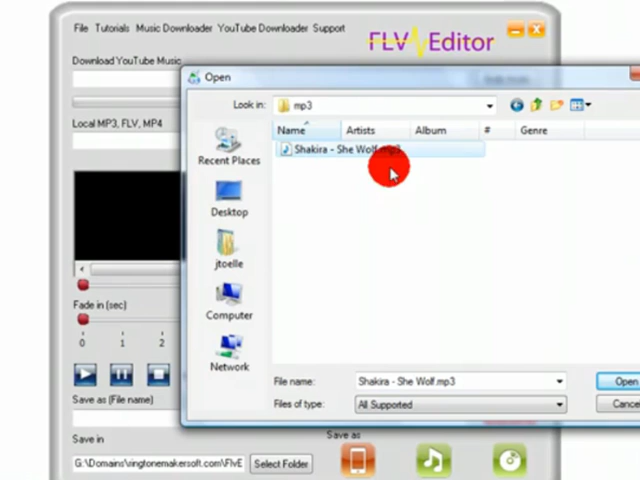 File Tutorials Music Downloader YouTube Downloader Support
FLV Editor
Download YouTube Music
Open
Look in: mp3
Local MP3, FLV, MP4
Name Artists Album # Genre
Shakira - She Wolf.mp3
Recent Places
Desktop
jtoelle
Computer
Network
Fade in (sec)
0 1 2
File name: Shakira - She Wolf.mp3 Open
Save as (File name)
Files of type: All Supported Cance
Save as
Save in
G:\Domains\ringtonemakersoft.com\FlvE Select Folder